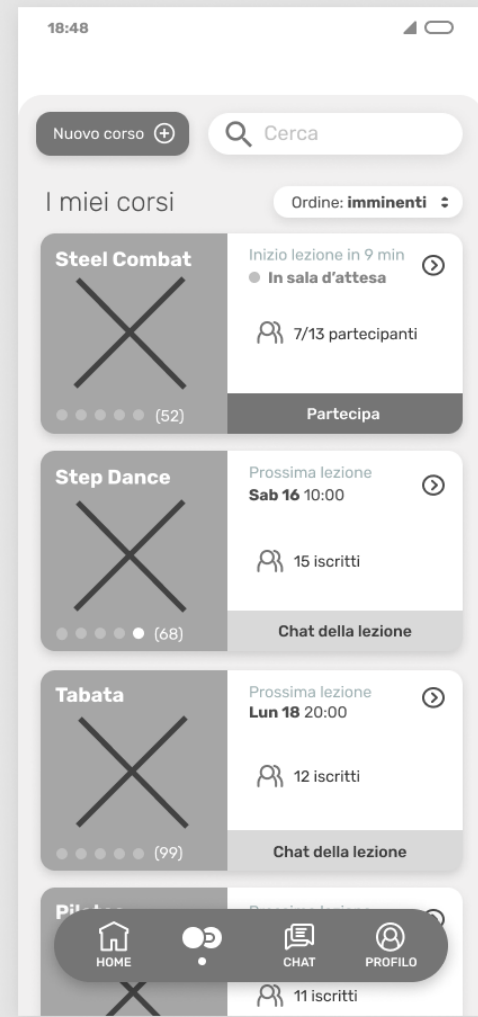 18:48
Nuovo corso
Cerca
I miei corsi
Ordine: imminenti
Steel Combat
(52)
Inizio lezione in 9 min
In sala d'attesa
7/13 partecipanti
Partecipa
Step Dance
(68)
Prossima lezione
Sab 16 10:00
15 iscritti
Chat della lezione
Tabata
(99)
Prossima lezione
Lun 18 20:00
12 iscritti
Chat della lezione
HOME
CHAT
PROFILO
11 iscritti